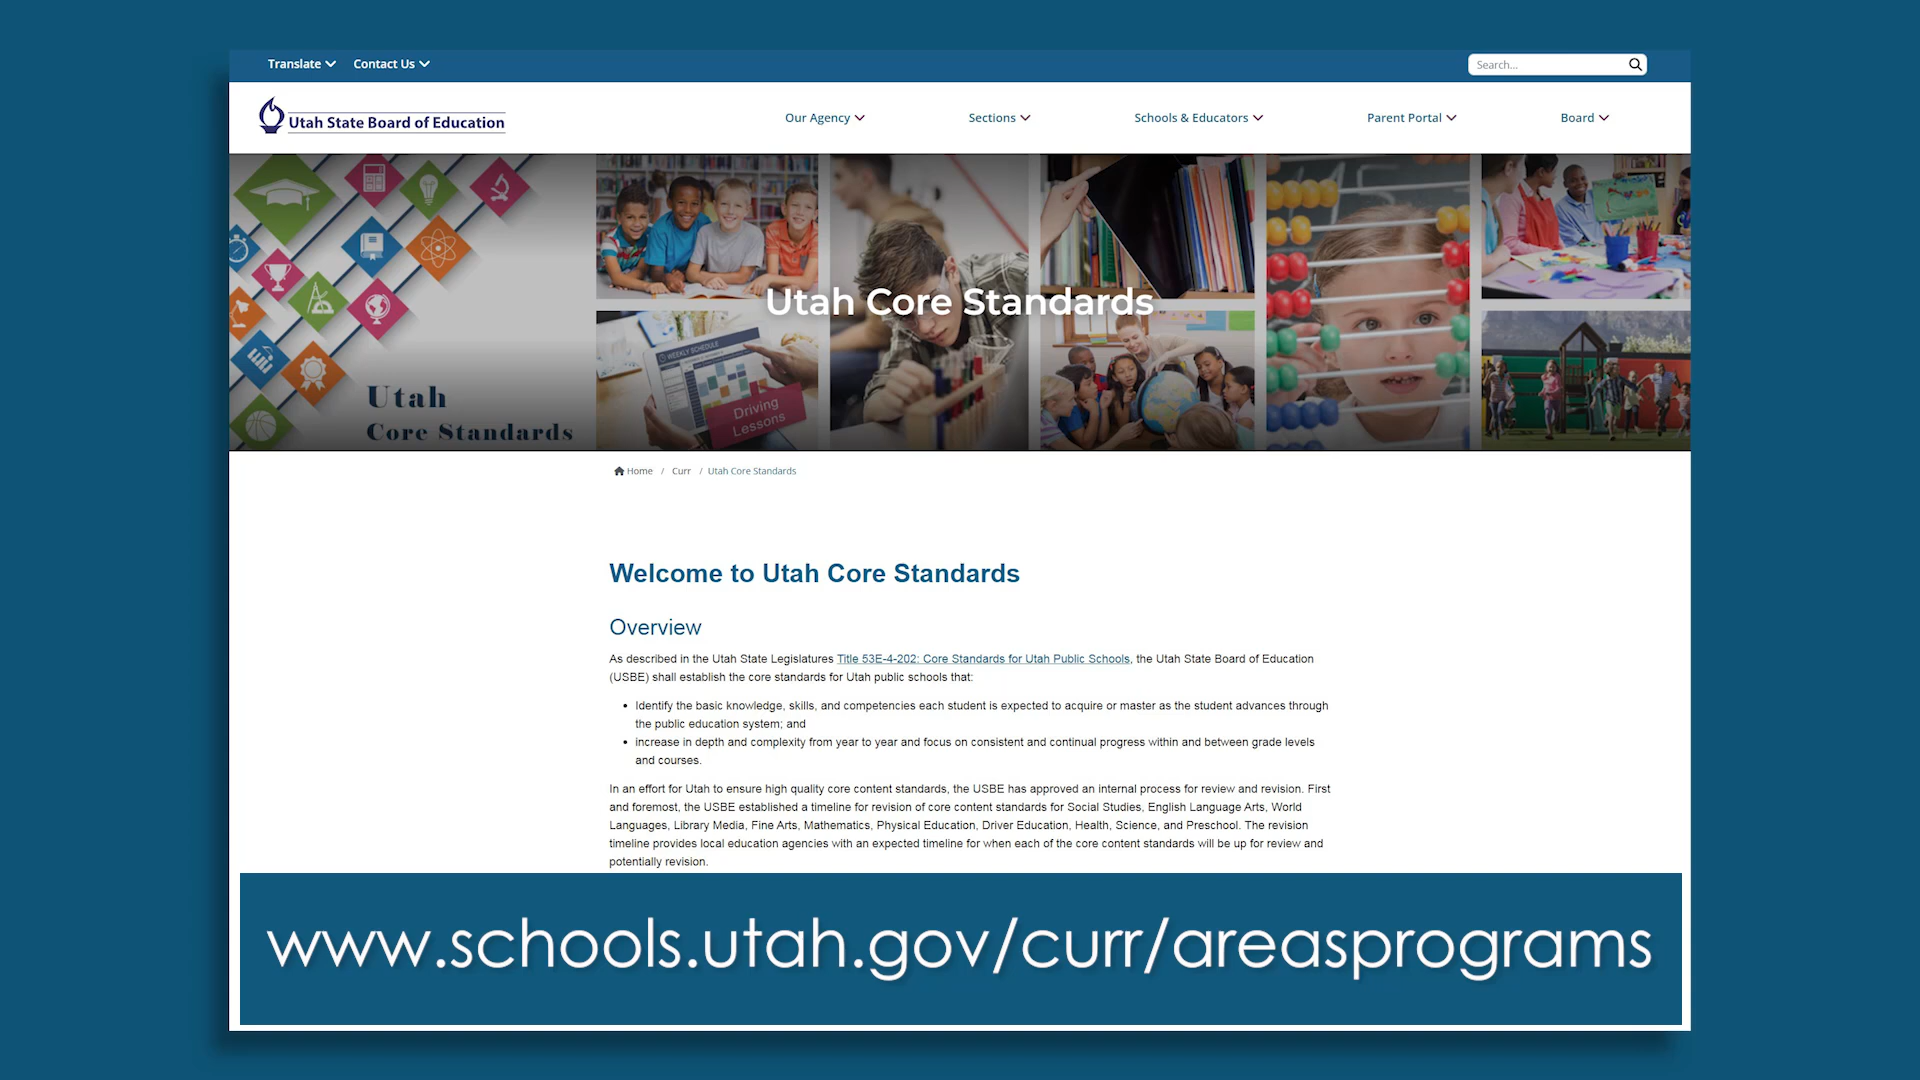 Translate Contact Us Search...
Utah State Board of Education Our Agency Sections Schools & Educators Parent Portal Board
Utah Core Standards
WEEKLY SCHEDULE
Driving
Lessons
Utah
Core Standards
Home / Curr / Utah Core Standards
Welcome to Utah Core Standards
Overview
As described in the Utah State Legislatures Title 53E-4-202: Core Standards for Utah Public Schools, the Utah State Board of Education
(USBE) shall establish the core standards for Utah public schools that:
• Identify the basic knowledge, skills, and competencies each student is expected to acquire or master as the student advances through
the public education system; and
• increase in depth and complexity from year to year and focus on consistent and continual progress within and between grade levels
and courses.
In an effort for Utah to ensure high quality core content standards, the USBE has approved an internal process for review and revision. First
and foremost, the USBE established a timeline for revision of core content standards for Social Studies, English Language Arts, World
Languages, Library Media, Fine Arts, Mathematics, Physical Education, Driver Education, Health, Science, and Preschool. The revision
timeline provides local education agencies with an expected timeline for when each of the core content standards will be up for review and
potentially revision.
www.schools.utah.gov/curr/areasprograms